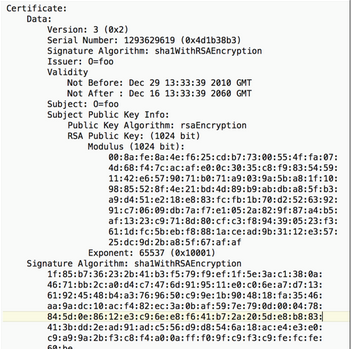 Certificate:
Data:
Version: 3 (0x2)
Serial Number: 1293629619 (0x4d1b38b3)
Signature Algorithm: sha1WithRSAEncryption
Issuer: O=foo
Validity
Not Before: Dec 29 13:33:39 2010 GMT
Not After : Dec 16 13:33:39 2060 GMT
Subject: O=foo
Subject Public Key Info:
Public Key Algorithm: rsaEncryption
RSA Public Key: (1024 bit)
Modulus (1024 bit):
00:8a:fe:8a:4e:f6:25:cd:b7:73:00:55:4f:fa:07:
4d:68:f4:7c:ac:af:e0:0c:30:35:c8:f9:83:54:59:
11:42:e6:57:90:71:b0:71:a9:03:9a:5b:a8:1f:10:
98:85:52:8f:4e:21:bd:4d:89:b9:ab:db:a8:5f:b3:
a9:d4:51:e2:18:e8:83:fc:fb:1b:70:d2:52:63:92:
91:c7:06:09:db:7a:f7:e1:05:2a:82:9f:87:a4:b5:
af:13:23:c9:71:8d:80:cf:c3:f8:94:39:05:23:f3:
61:1d:fc:5b:eb:f8:88:1a:ce:ad:9b:31:12:e3:57:
25:dc:9d:2b:a8:5f:67:af:af
Exponent: 65537 (0x10001)
Signature Algorithm: sha1WithRSAEncryption
1f:85:b7:36:23:2b:41:b3:f5:79:f9:ef:1f:5e:3a:c1:38:0a:
46:71:bb:2c:a0:d4:c7:47:6d:91:95:11:e0:c0:6e:a7:d7:13:
61:92:45:48:b4:a3:76:96:50:c9:9e:1b:90:48:18:fa:35:46:
aa:9a:dc:10:ac:f4:82:ec:3a:0b:af:59:7e:79:0d:00:04:78:
84:5d:0e:86:12:e3:c9:6e:e8:f6:41:b7:2a:20:5d:e8:b8:83:
41:3b:dd:2e:ad:91:ad:c5:56:d9:d8:54:6a:18:ac:e4:e3:e0:
c9:a9:9a:2b:f3:c8:f4:a0:0a:ff:f0:9f:c9:f3:c9:fe:fc:fe: